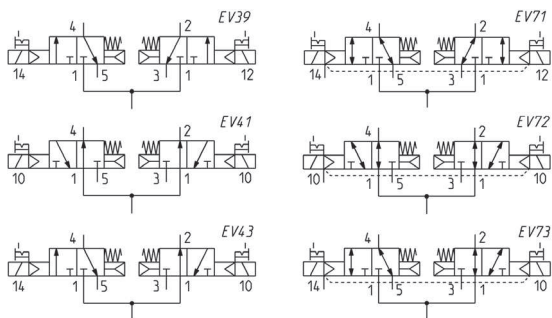 4 2 EV39
14 1 5 3 1 12
4 2 EV71
14 1 5 3 1 12
4 2 EV41
10 1 5 3 1 10
4 2 EV72
10 1 5 3 1 10
4 2 EV43
14 1 5 3 1 10
4 2 EV73
14 1 5 3 1 10